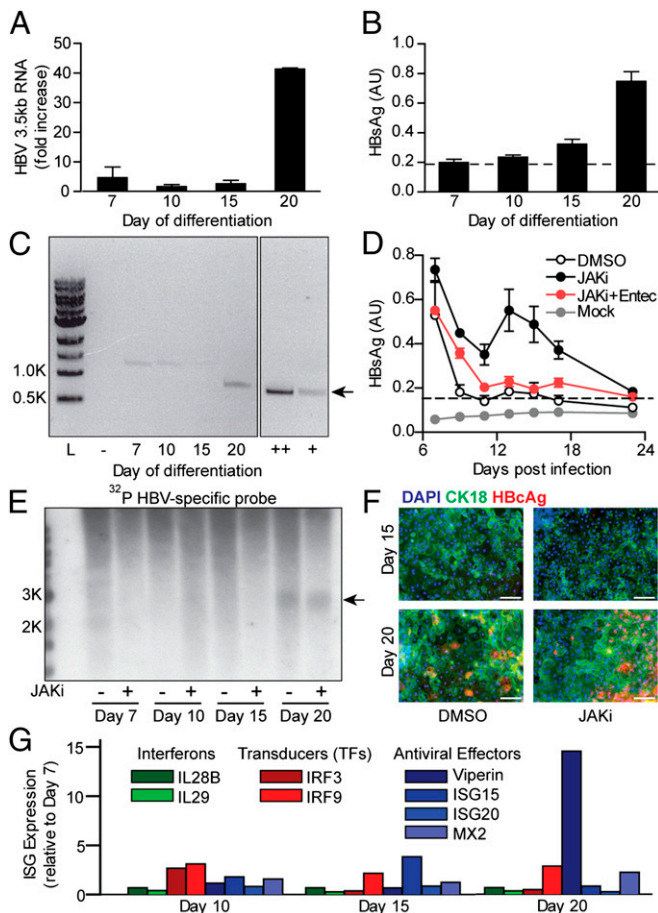 A
HBV 3.5kb RNA
(fold increase)
50
40
30
20
10
0
7 10 15 20
Day of differentiation
B
HBsAg (AU)
1.0
0.8
0.6
0.4
0.2
0.0
7 10 15 20
Day of differentiation
C
1.0K
0.5K
L - 7 10 15 20 ++ +
Day of differentiation
D
HBsAg (AU)
0.8
0.6
0.4
0.2
0.0
DMSO
JAKi
JAKi+Entec
Mock
6 12 18 24
Days post infection
E
32P HBV-specific probe
3K
2K
JAKi - + - + - + - +
Day 7 Day 10 Day 15 Day 20
F
DAPI CK18 HBcAg
Day 15
Day 20
DMSO JAKi
G
ISG Expression
(relative to Day 7)
15
10
5
0
Interferons
IL28B
IL29
Transducers (TFs)
IRF3
IRF9
Antiviral Effectors
Viperin
ISG15
ISG20
MX2
Day 10 Day 15 Day 20